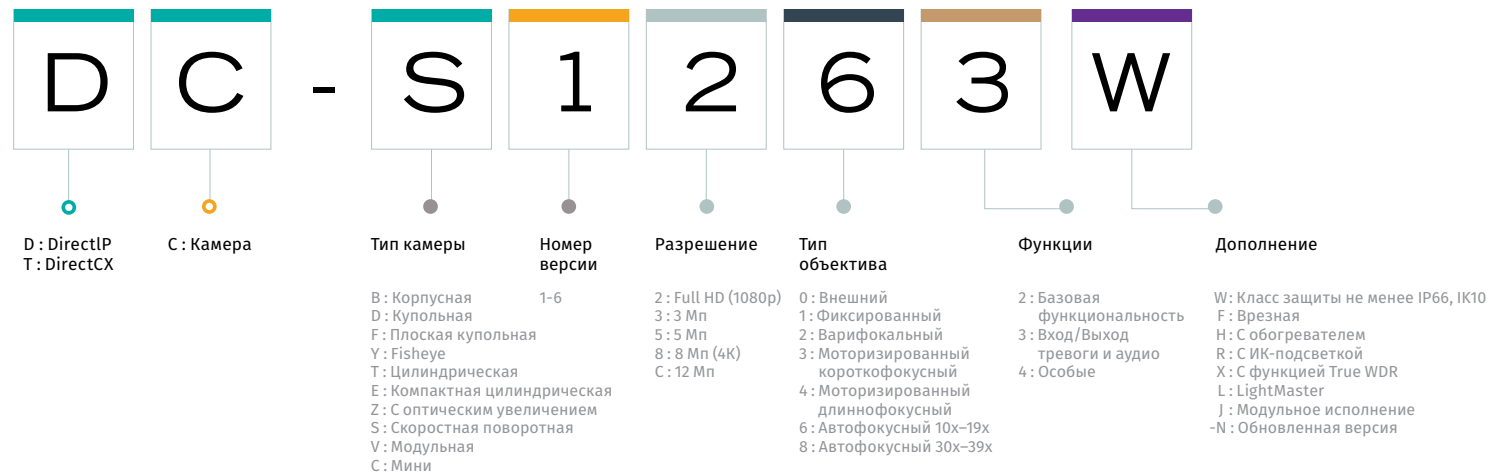 DC-S1263W
D : DirectIP
T : DirectCX
C : Камера
Тип камеры
B : Корпусная
D : Купольная
F : Плоская купольная
Y : Fisheye
T : Цилиндрическая
E : Компактная цилиндрическая
Z : С оптическим увеличением
S : Скоростная поворотная
V : Модульная
C : Мини
Номер
версии
1-6
Разрешение
2 : Full HD (1080p)
3 : 3 Мп
5 : 5 Мп
8 : 8 Мп (4K)
C : 12 Мп
Тип
объектива
0 : Внешний
1 : Фиксированный
2 : Варифокальный
3 : Моторизированный
короткофокусный
4 : Моторизированный
длиннофокусный
6 : Автофокусный 10x–19x
8 : Автофокусный 30x–39x
Функции
2 : Базовая
функциональность
3 : Вход/Выход
тревоги и аудио
4 : Особые
Дополнение
W: Класс защиты не менее IP66, IK10
F : Врезная
H : С обогревателем
R : С ИК-подсветкой
X : С функцией True WDR
L : LightMaster
J : Модульное исполнение
-N : Обновленная версия